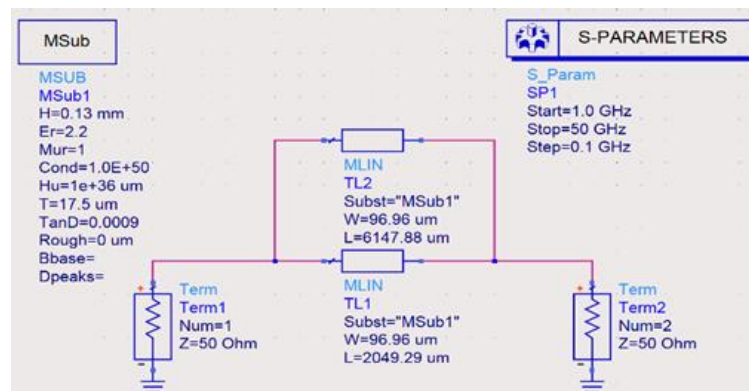 MSub
MSUB
MSub1
H=0.13 mm
Er=2.2
Mur=1
Cond=1.0E+50
Hu=1e+36 um
T=17.5 um
TanD=0.0009
Rough=0 um
Bbase=
Dpeaks=
S-PARAMETERS
S_Param
SP1
Start=1.0 GHz
Stop=50 GHz
Step=0.1 GHz
MLIN
TL2
Subst="MSub1"
W=96.96 um
L=6147.88 um
MLIN
TL1
Subst="MSub1"
W=96.96 um
L=2049.29 um
Term
Term1
Num=1
Z=50 Ohm
Term
Term2
Num=2
Z=50 Ohm